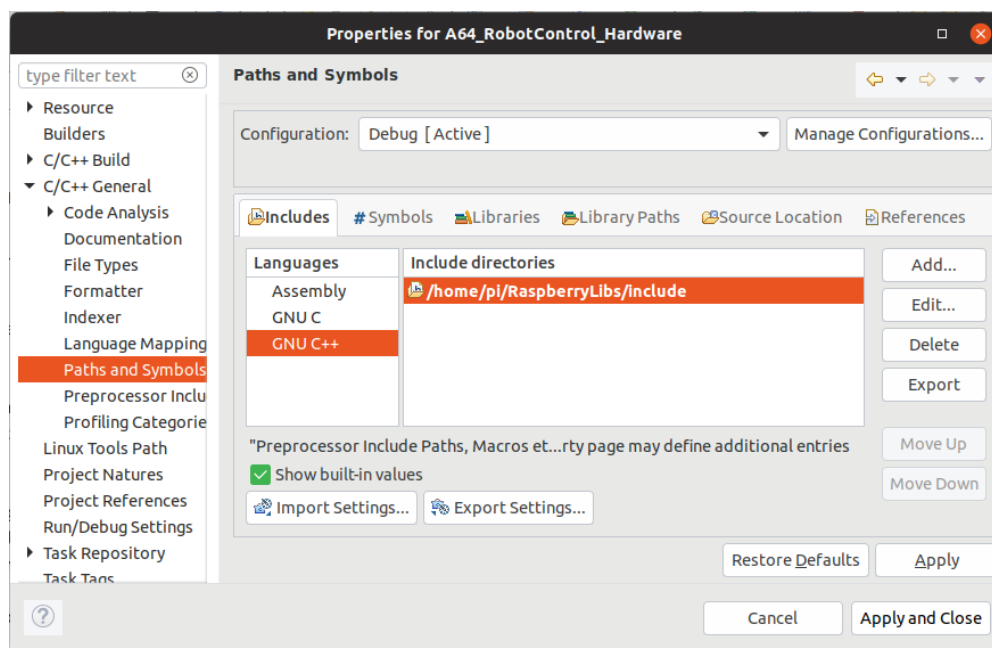 Properties for A64_RobotControl_Hardware
type filter text
Resource
Builders
C/C++ Build
C/C++ General
Code Analysis
Documentation
File Types
Formatter
Indexer
Language Mapping
Paths and Symbols
Preprocessor Inclu
Profiling Categorie
Linux Tools Path
Project Natures
Project References
Run/Debug Settings
Task Repository
Task Tags
Paths and Symbols
Configuration: Debug [ Active ] Manage Configurations...
Includes # Symbols Libraries Library Paths Source Location References
Languages
Assembly
GNU C
GNU C++
Include directories
/home/pi/RaspberryLibs/include
Add...
Edit...
Delete
Export
Move Up
Move Down
"Preprocessor Include Paths, Macros et...rty page may define additional entries
Show built-in values
Import Settings... Export Settings...
Restore Defaults Apply
? Cancel Apply and Close